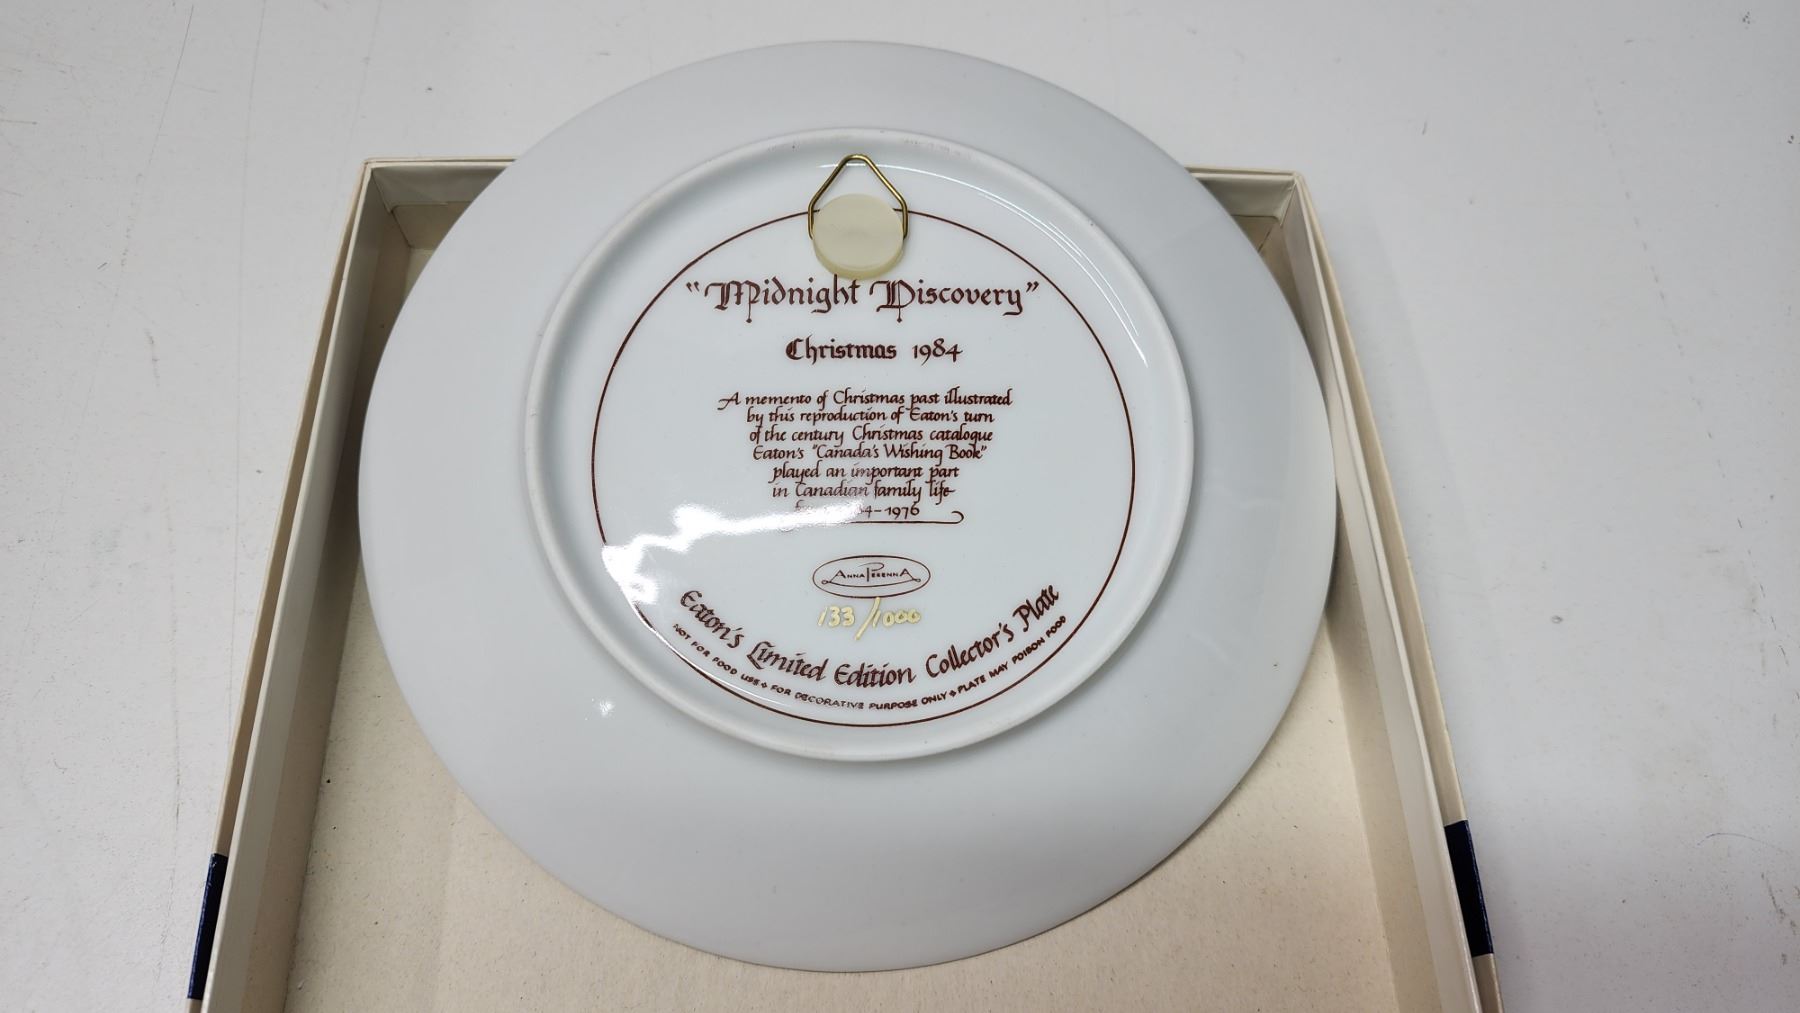 "Midnight Discovery"
Christmas 1984
A memento of Christmas past illustrated
by this reproduction of Eaton's turn
of the century Christmas catalogue
Eaton's "Canada's Wishing Book"
played an important part
in Canadian family life
4-1976
ANNA PERENNA
133/1000
Eaton's Limited Edition Collector's Plate
NOT FOR FOOD USE ⬥ FOR DECORATIVE PURPOSE ONLY ⬥ PLATE MAY POISON FOOD